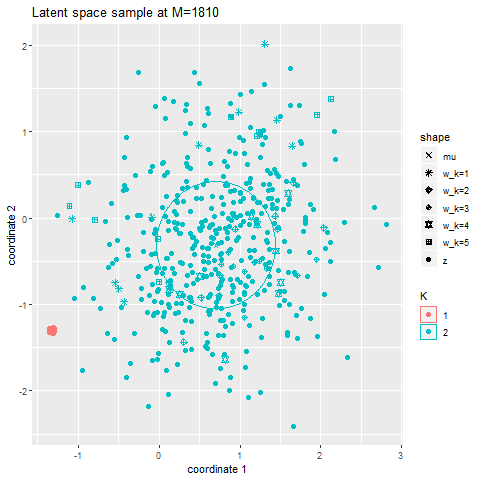 Latent space sample at M=1810
2
1
0
-1
-2
coordinate 2
-1
0
1
2
3
coordinate 1
shape
mu
w_k=1
w_k=2
w_k=3
w_k=4
w_k=5
z
K
1
2